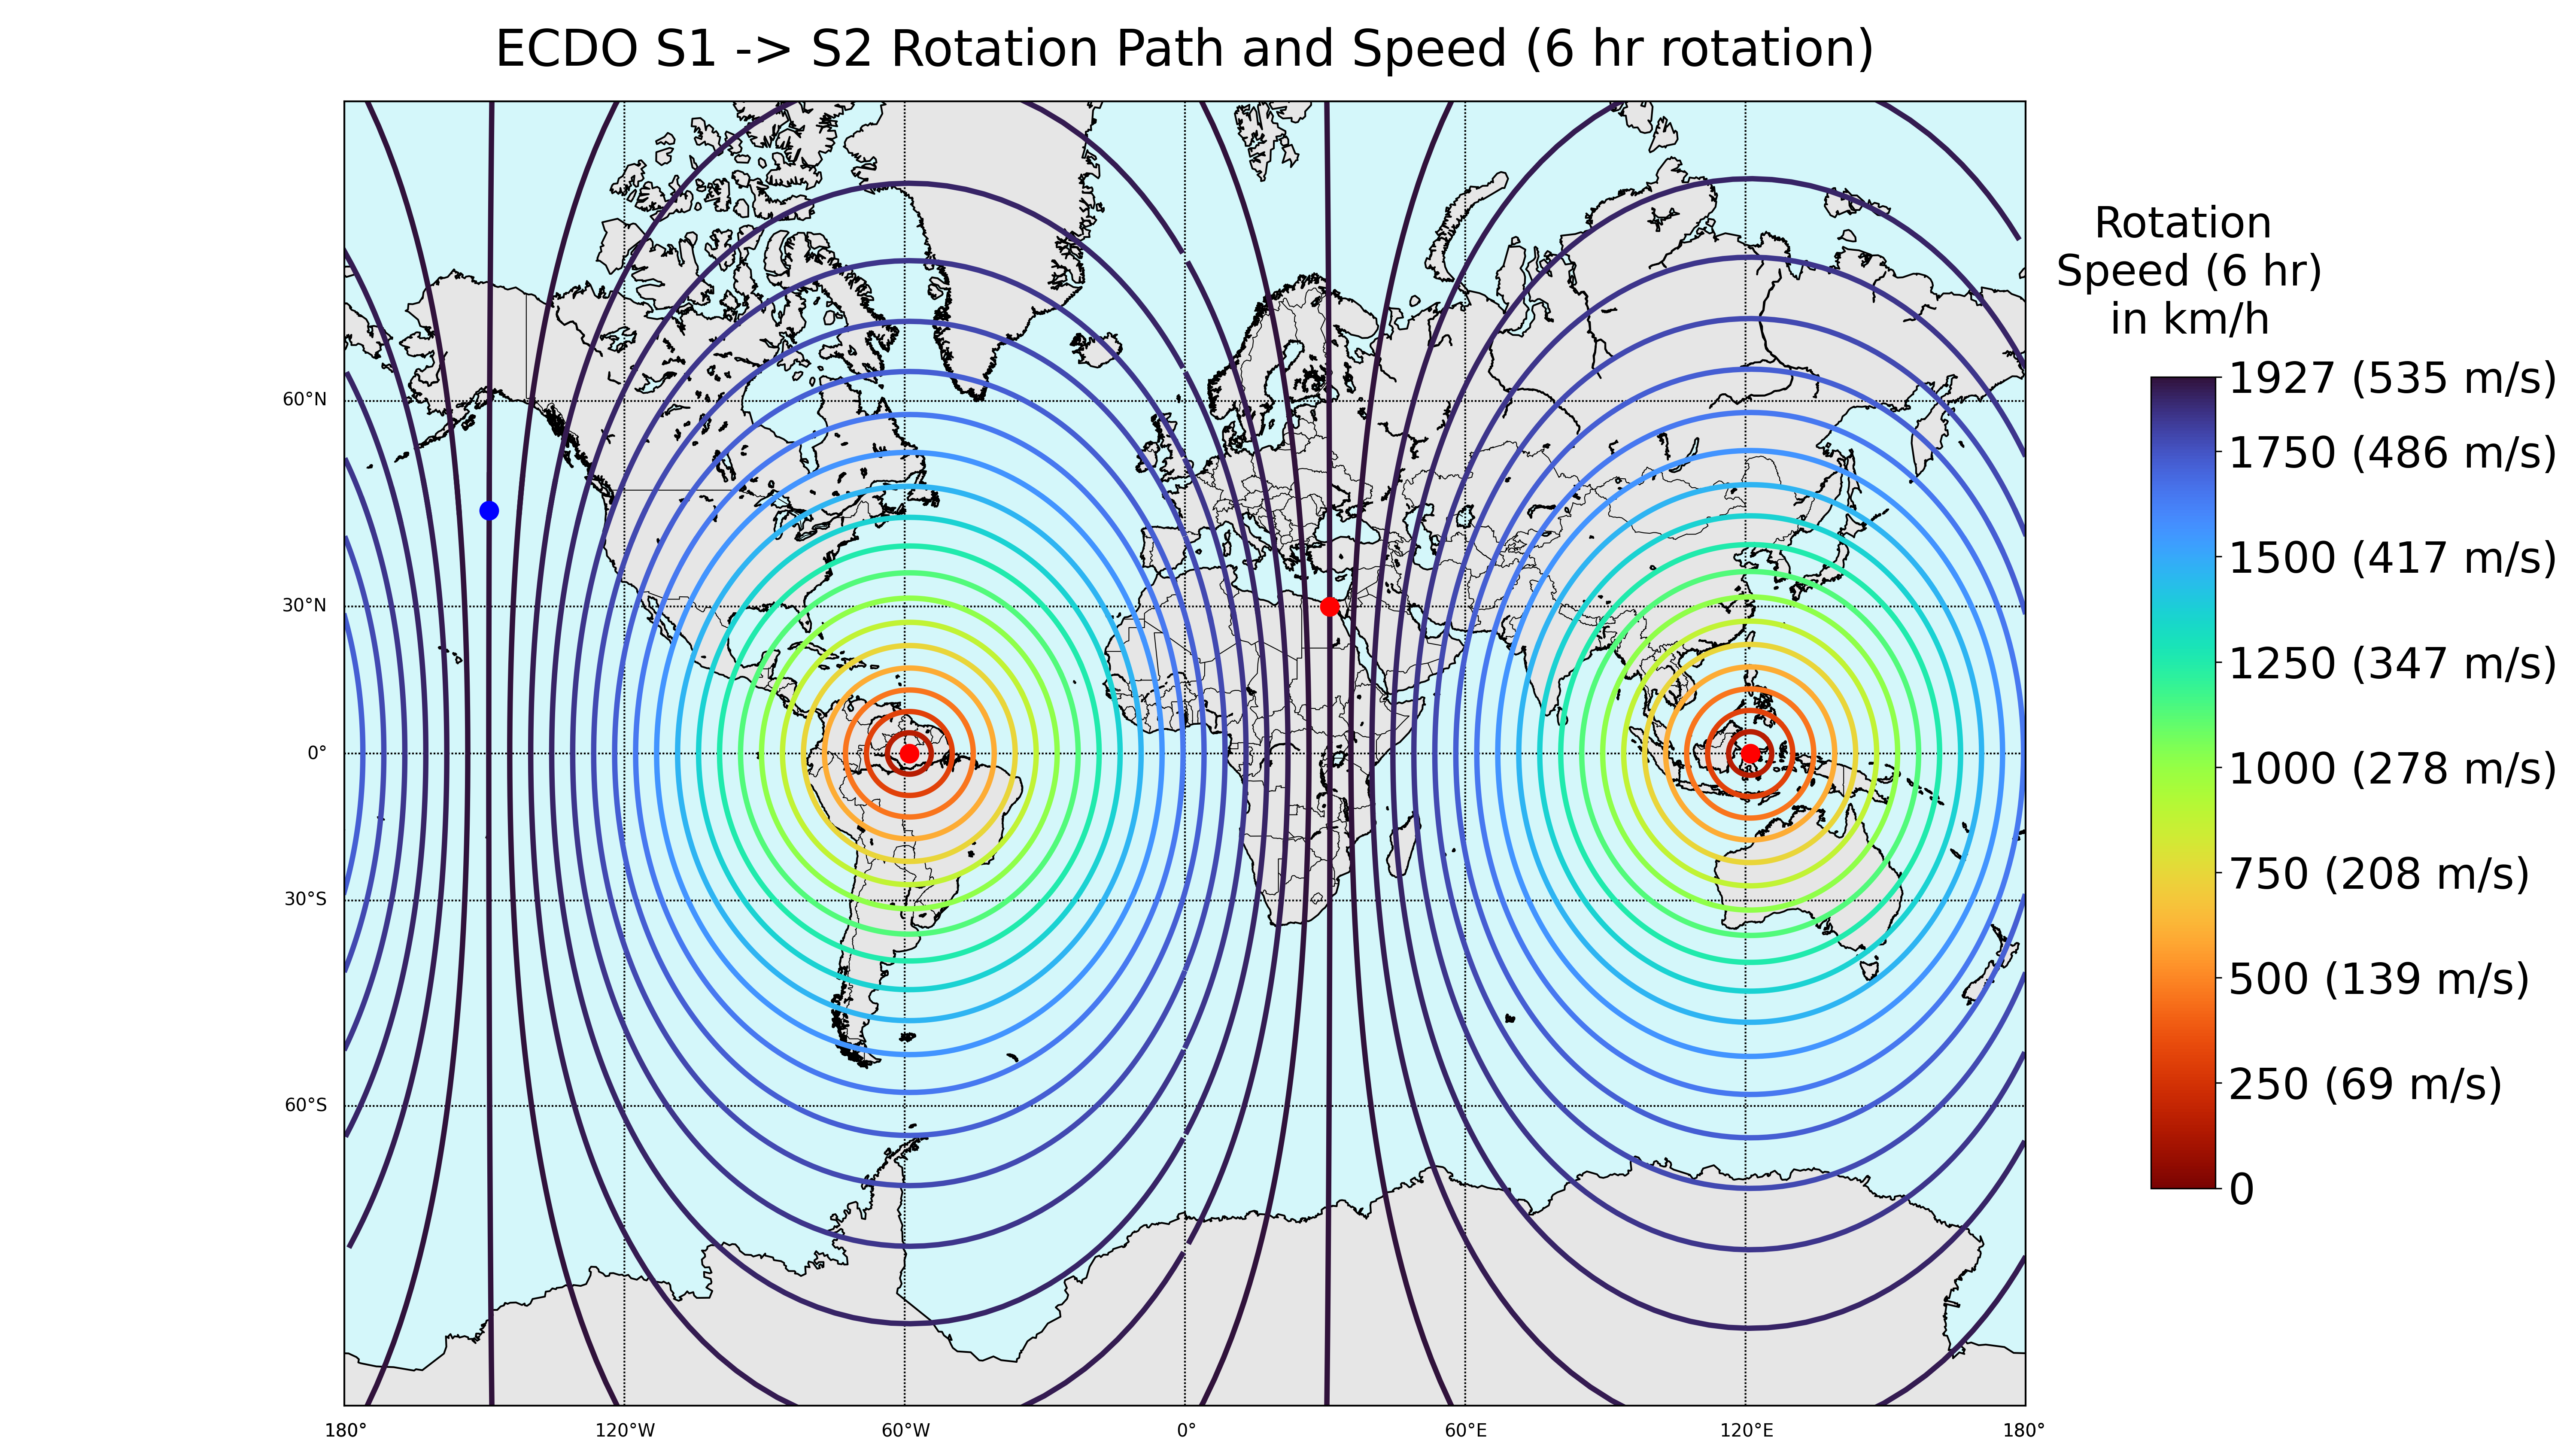 ECDO S1 -> S2 Rotation Path and Speed (6 hr rotation)
Rotation
Speed (6 hr)
in km/h
1927 (535 m/s)
1750 (486 m/s)
1500 (417 m/s)
1250 (347 m/s)
1000 (278 m/s)
750 (208 m/s)
500 (139 m/s)
250 (69 m/s)
0
60°N
30°N
0°
30°S
60°S
180°
120°W
60°W
0°
60°E
120°E
180°